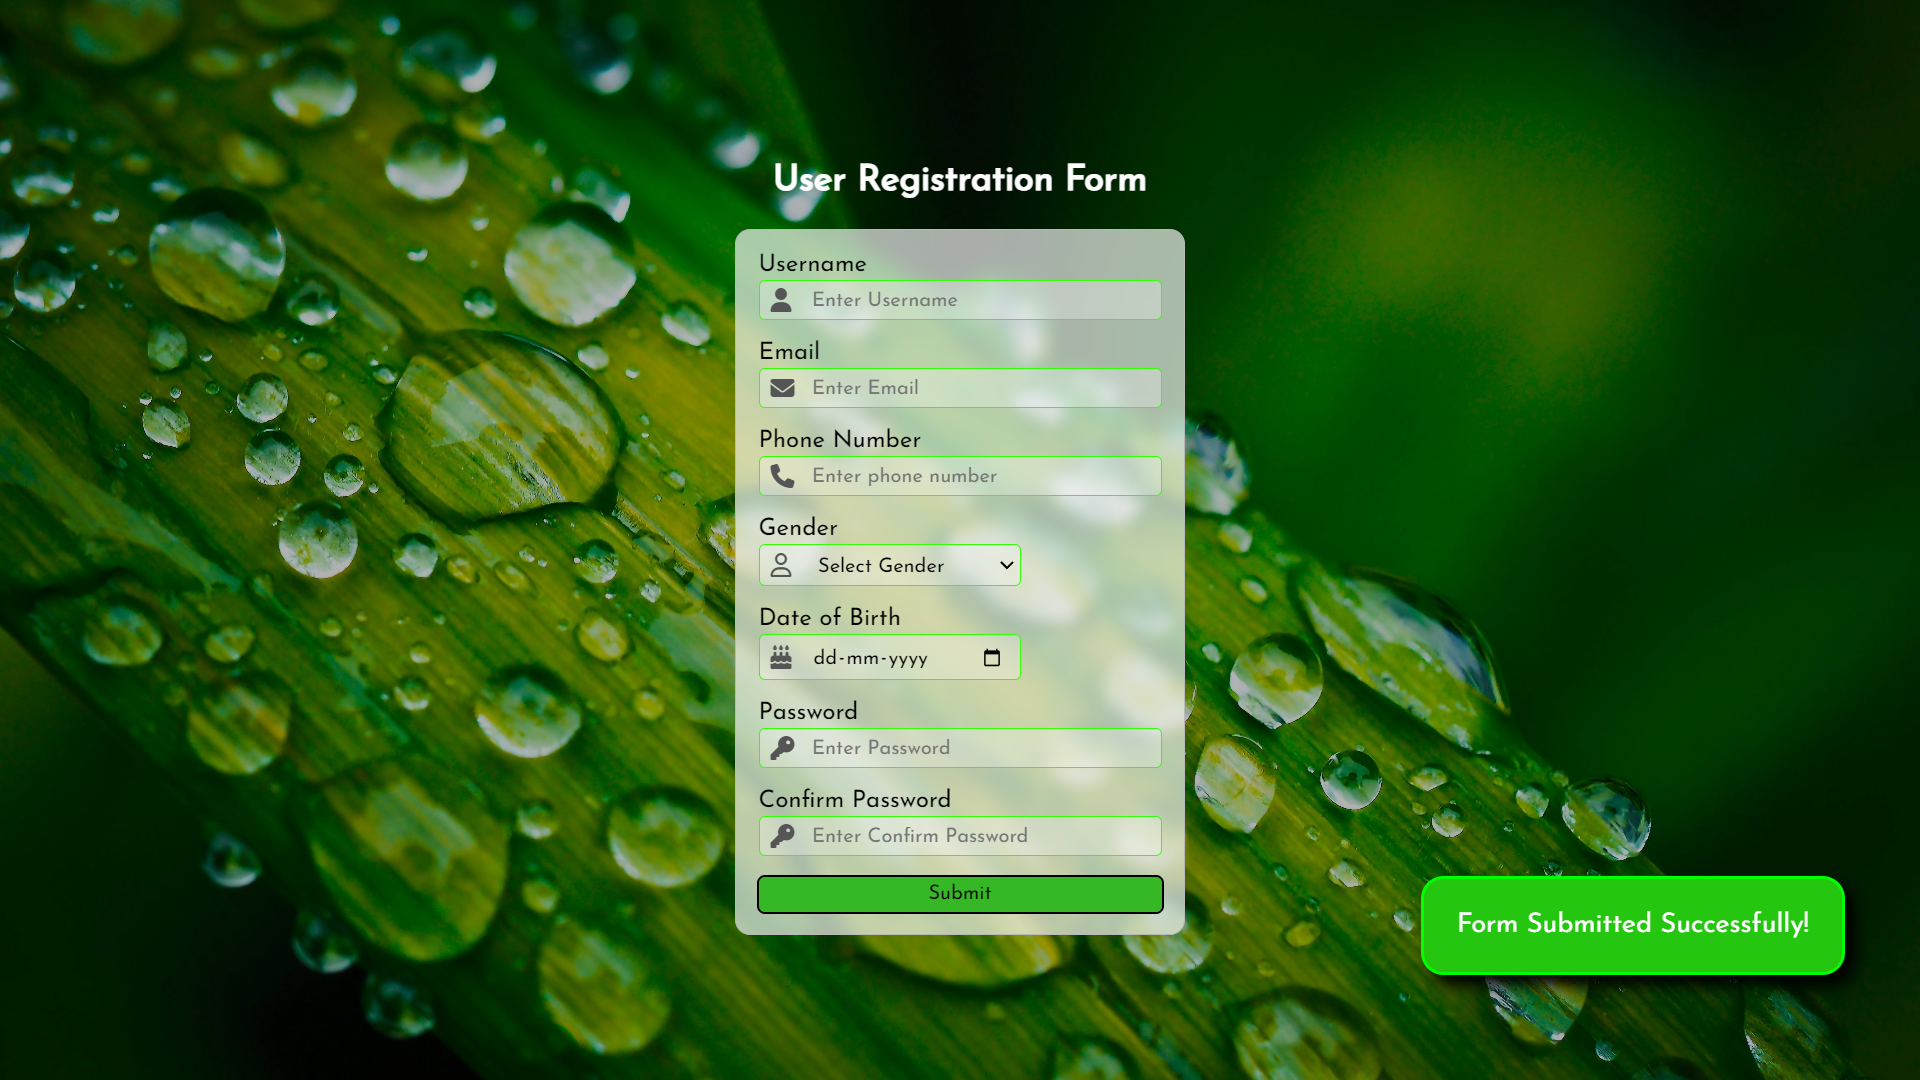 User Registration Form
Username
Enter Username
Email
Enter Email
Phone Number
Enter phone number
Gender
Select Gender
Date of Birth
dd-mm-yyyy
Password
Enter Password
Confirm Password
Enter Confirm Password
Submit
Form Submitted Successfully!